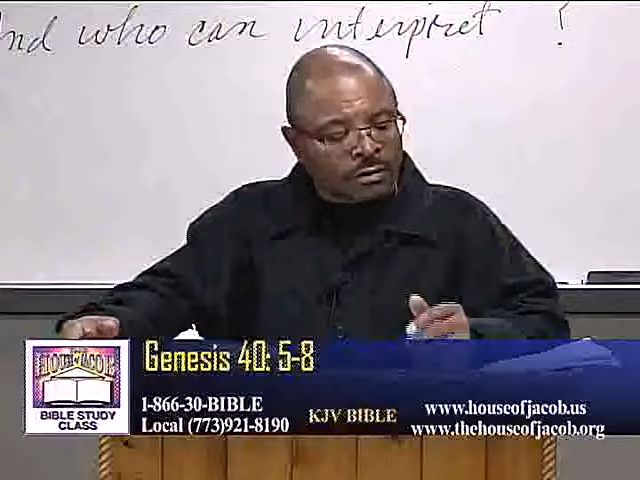 And who can interpret ?
Genesis 40: 5-8
HOUSE of JACOB
BIBLE STUDY
CLASS
1-866-30-BIBLE
Local (773)921-8190
KJV BIBLE
www.houseofjacob.us
www.thehouseofjacob.org